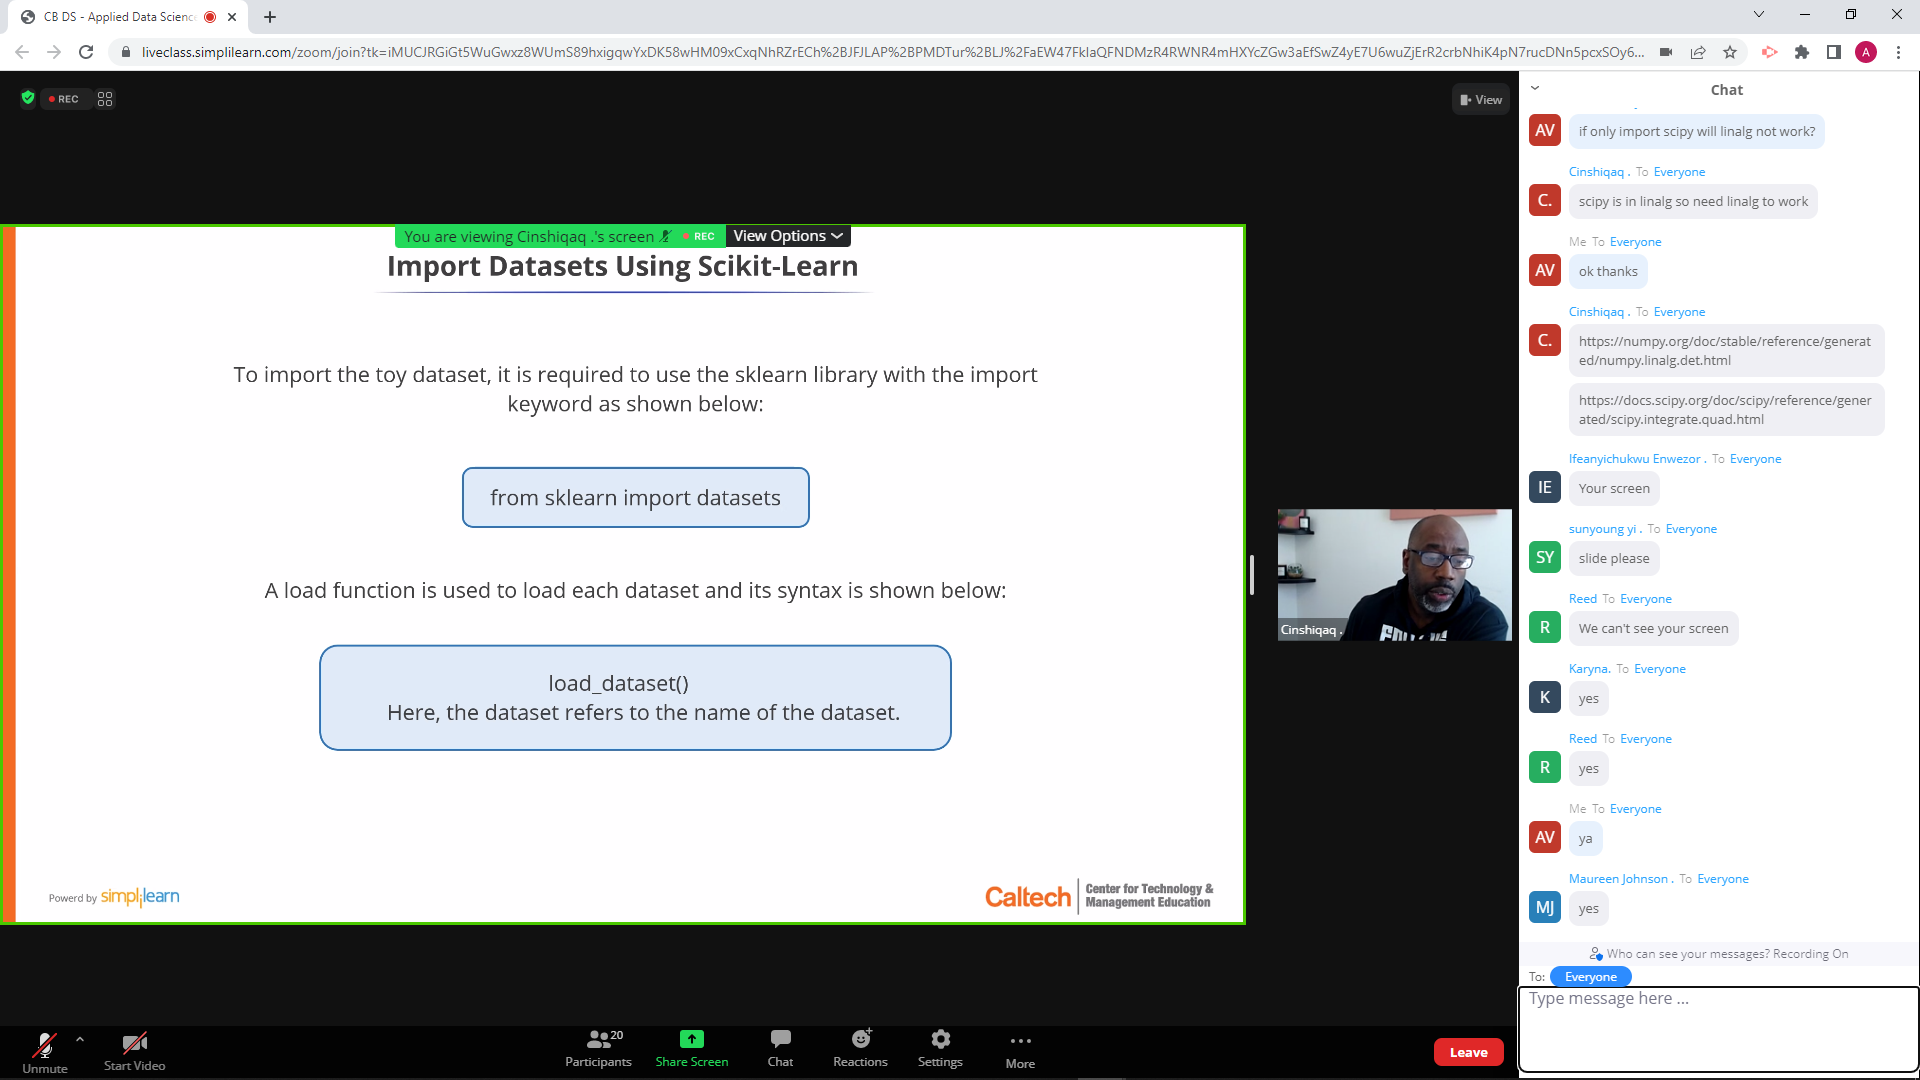 CB DS - Applied Data Scienc
liveclass.simplilearn.com/zoom/join?tk=iMUCJRGiGt5WuGwxz8WUmS89hxigqwYxDK58wHM09xCxqNhRZrECh%2BJFJLAP%2BPMDTur%2BLJ%2FaEW47FklaQFNDMzR4RWNR4mHXYcZGw3aEfSwZ4yE7U6wuZjErR2crbNhiK4pN7rucDNn5pcxSOy6...
A
REC
View
You are viewing Cinshiqaq .'s screen
REC
View Options
Import Datasets Using Scikit-Learn
To import the toy dataset, it is required to use the sklearn library with the import
keyword as shown below:
from sklearn import datasets
A load function is used to load each dataset and its syntax is shown below:
load_dataset()
Here, the dataset refers to the name of the dataset.
Powerd by simplilearn
Caltech
Center for Technology &
Management Education
Cinshiqaq .
Chat
AV
if only import scipy will linalg not work?
Cinshiqaq . To Everyone
C.
scipy is in linalg so need linalg to work
Me To Everyone
AV
ok thanks
Cinshiqaq . To Everyone
C.
https://numpy.org/doc/stable/reference/generat
ed/numpy.linalg.det.html
https://docs.scipy.org/doc/scipy/reference/gener
ated/scipy.integrate.quad.html
Ifeanyichukwu Enwezor . To Everyone
IE
Your screen
sunyoung yi . To Everyone
SY
slide please
Reed To Everyone
R
We can't see your screen
Karyna. To Everyone
K
yes
Reed To Everyone
R
yes
Me To Everyone
AV
ya
Maureen Johnson . To Everyone
MJ
yes
Who can see your messages? Recording On
To: Everyone
Type message here ...
Unmute
Start Video
20
Participants
Share Screen
Chat
Reactions
Settings
More
Leave